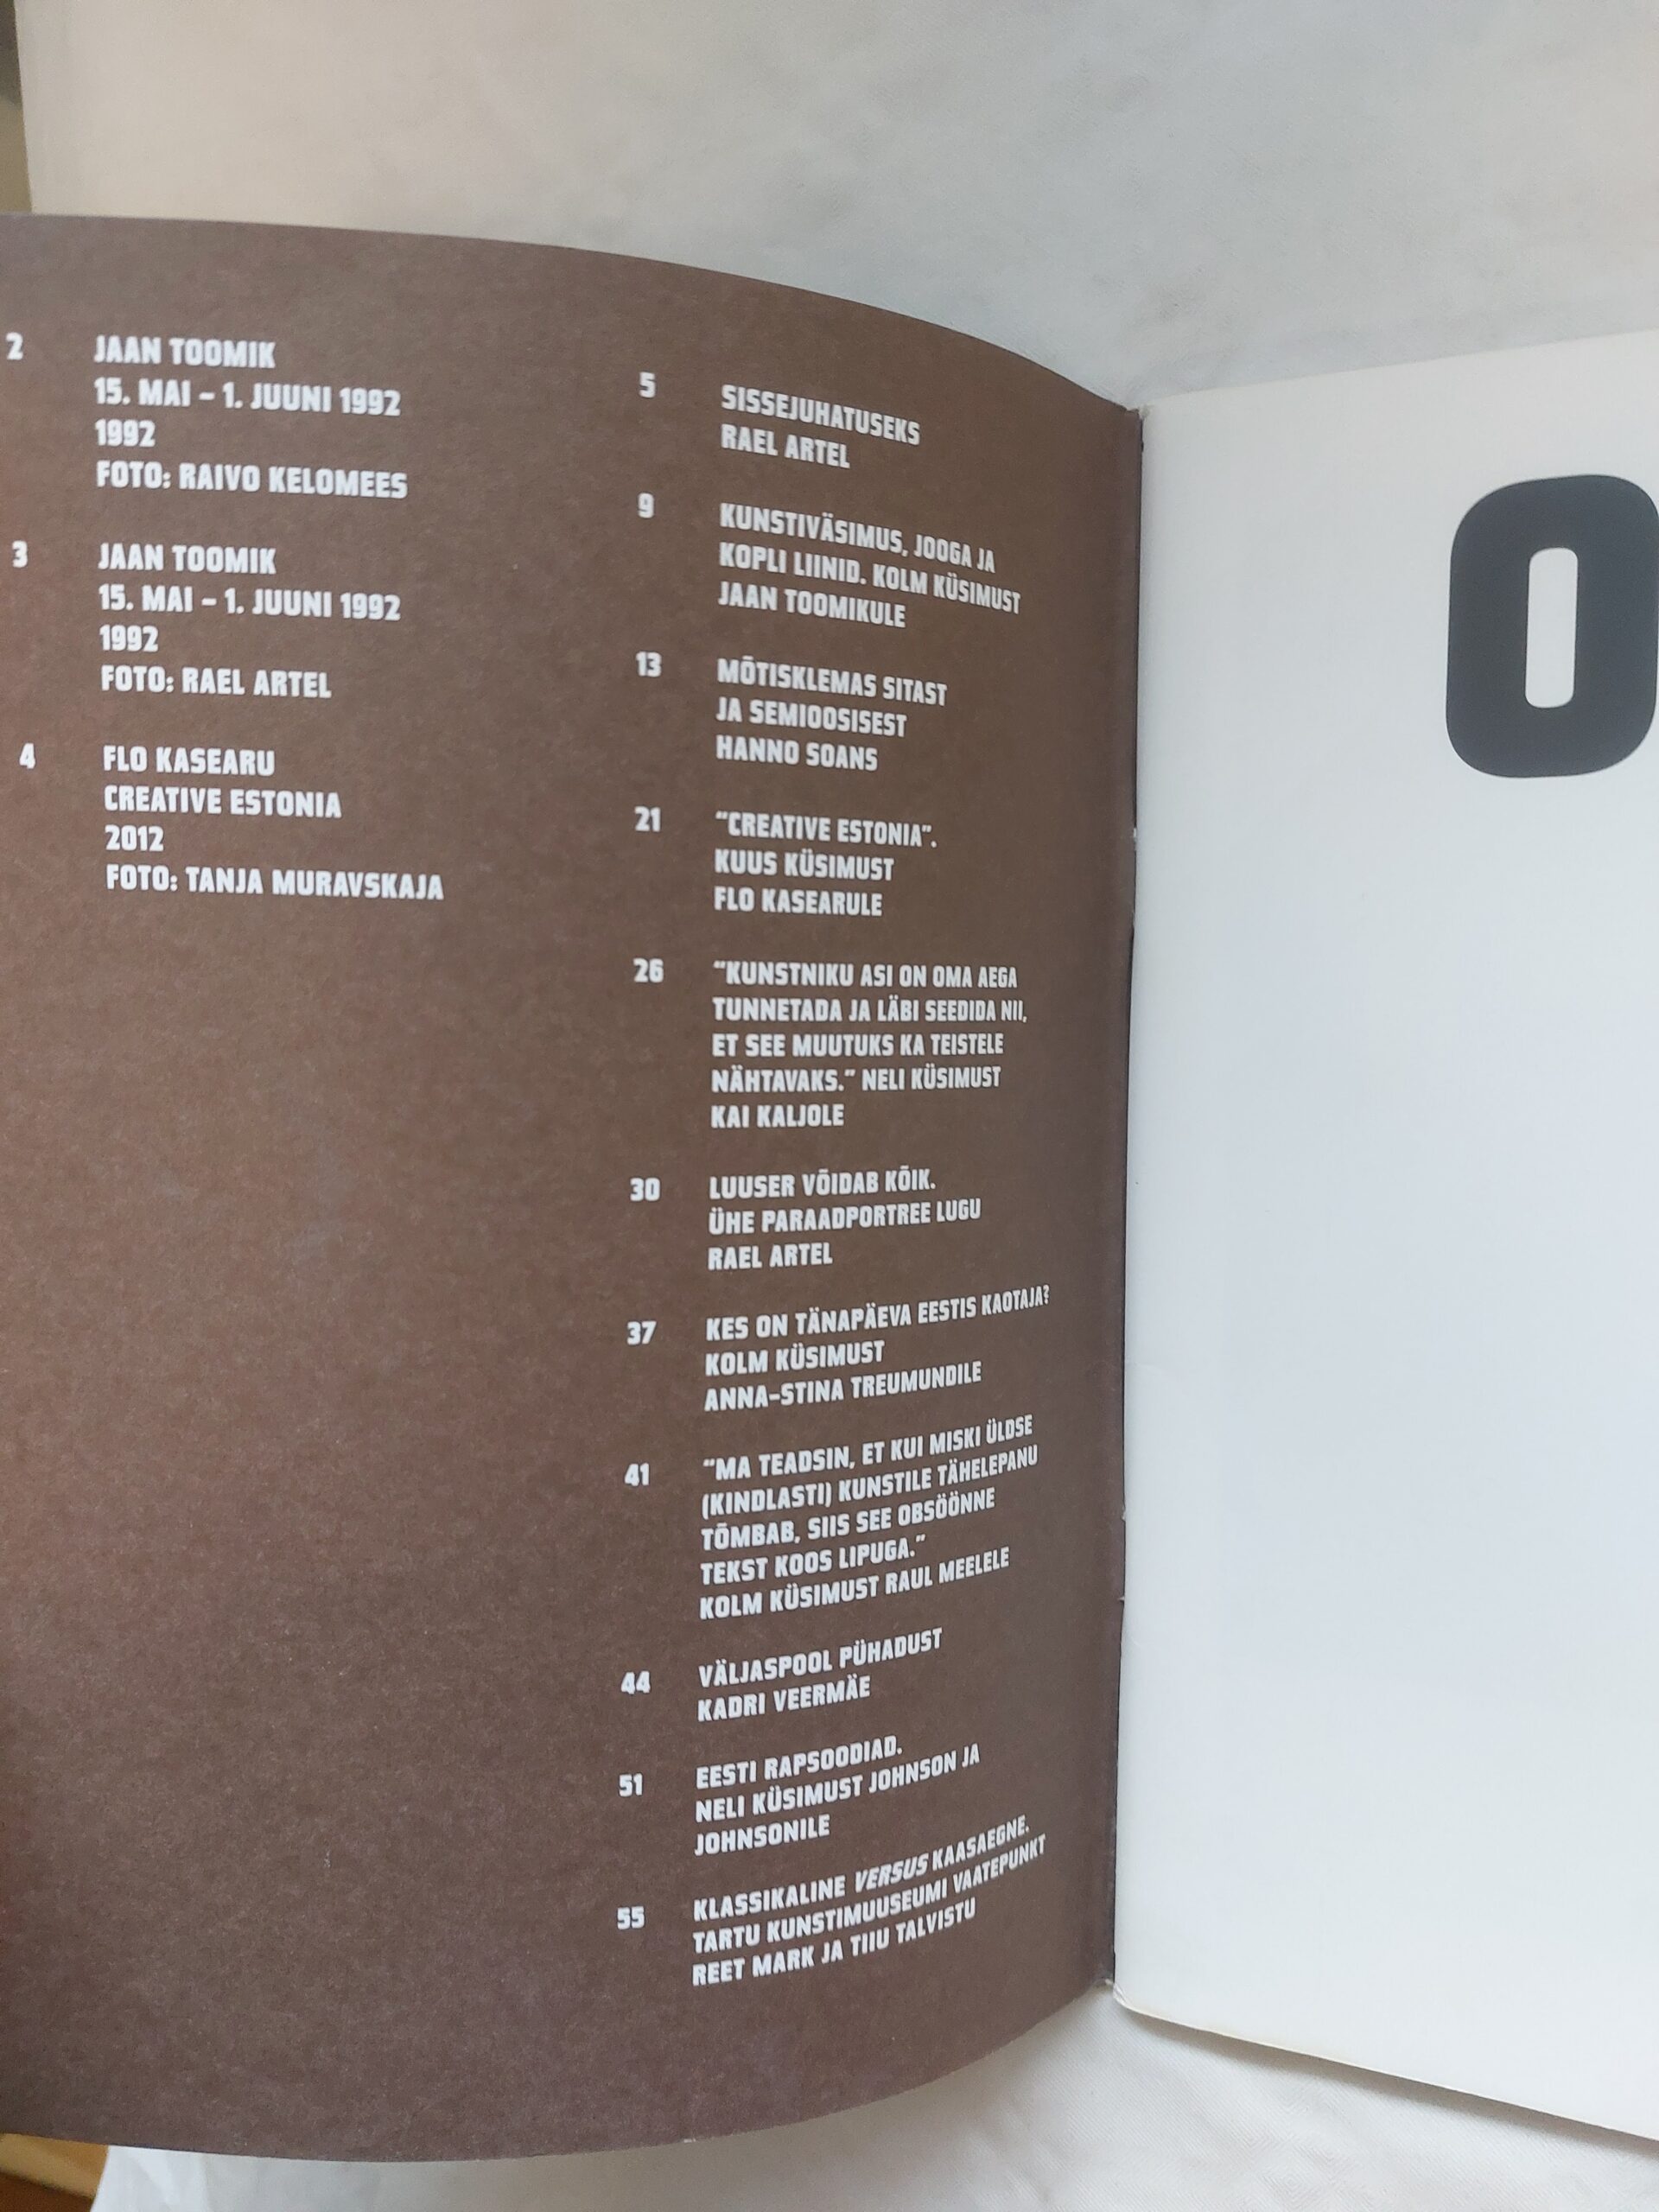 2
JAAN TOOMIK
15. MAI – 1. JUUNI 1992
1992
FOTO: RAIVO KELOMEES
3
JAAN TOOMIK
15. MAI – 1. JUUNI 1992
1992
FOTO: RAEL ARTEL
4
FLO KASEARU
CREATIVE ESTONIA
2012
FOTO: TANJA MURAVSKAJA
5
SISSEJUHATUSEKS
RAEL ARTEL
9
KUNSTIVÄSIMUS, JOOGA JA
KOPLI LIINID. KOLM KÜSIMUST
JAAN TOOMIKULE
13
MÕTISKLEMAS SITAST
JA SEMIOOSISEST
HANNO SOANS
21
"CREATIVE ESTONIA".
KUUS KÜSIMUST
FLO KASEARULE
26
"KUNSTNIKU ASI ON OMA AEGA
TUNNETADA JA LÄBI SEEDIDA NII,
ET SEE MUUTUKS KA TEISTELE
NÄHTAVAKS." NELI KÜSIMUST
KAI KALJOLE
30
LUUSER VÕIDAB KÕIK.
ÜHE PARAADPORTREE LUGU
RAEL ARTEL
37
KES ON TÄNAPÄEVA EESTIS KAOTAJA?
KOLM KÜSIMUST
ANNA-STINA TREUMUNDILE
41
"MA TEADSIN, ET KUI MISKI ÜLDSE
(KINDLASTI) KUNSTILE TÄHELEPANU
TÕMBAB, SIIS SEE OBSÖÖNNE
TEKST KOOS LIPUGA."
KOLM KÜSIMUST RAUL MEELELE
44
VÄLJASPOOL PÜHADUST
KADRI VEERMÄE
51
EESTI RAPSOODIAD.
NELI KÜSIMUST JOHNSON JA
JOHNSONILE
55
KLASSIKALINE VERSUS KAASAEGNE.
TARTU KUNSTIMUUSEUMI VAATEPUNKT
REET MARK JA TIIU TALVISTU
O